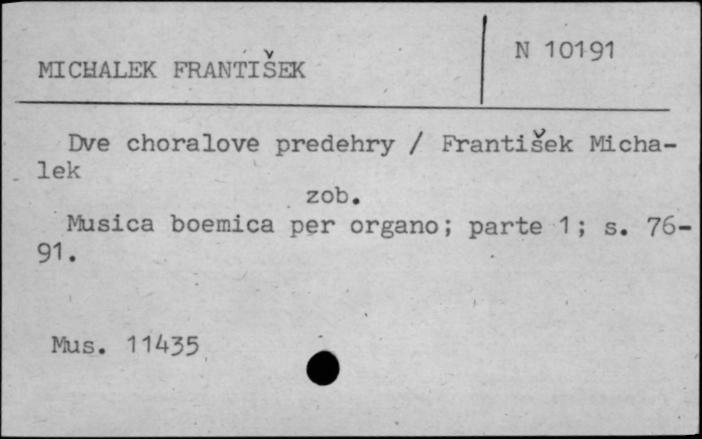 N 10191
MICHALEK FRANTIŠEK
Dve choralove predehry / František Micha-
lek
zob.
Musica boemica per organo; parte 1; s. 76-
91.
Mus. 11435